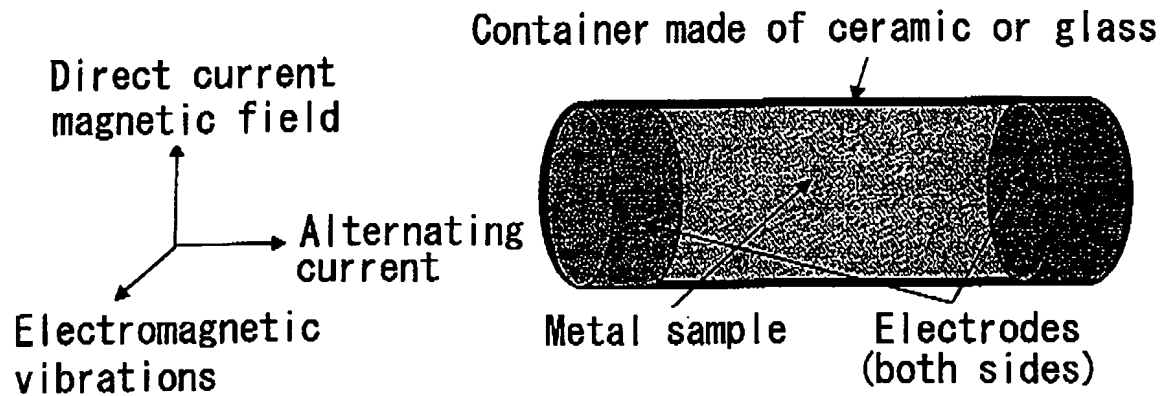 Container made of ceramic or glass
Direct current
magnetic field
Alternating
current
Electromagnetic
vibrations
Metal sample
Electrodes
(both sides)